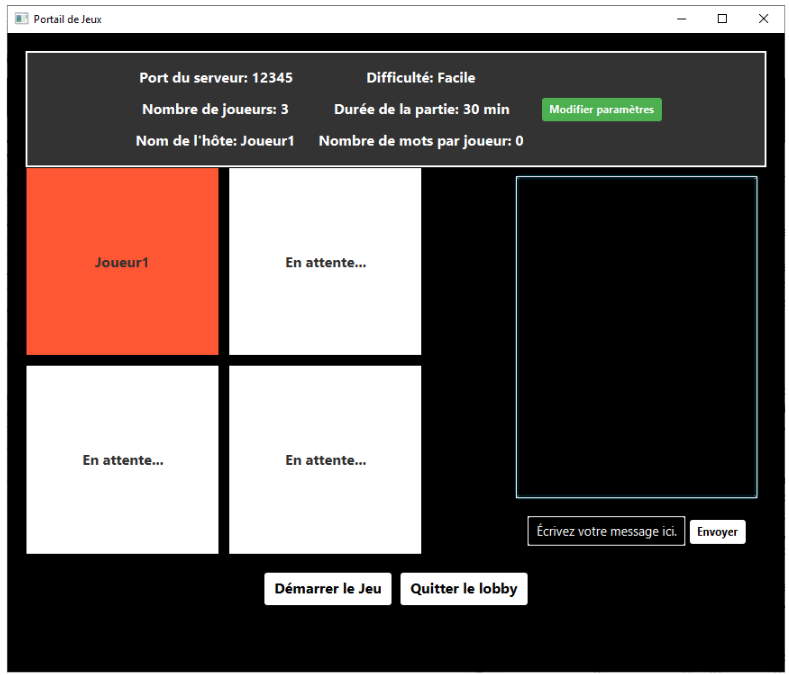 Portail de Jeux
Port du serveur: 12345
Difficulté: Facile
Nombre de joueurs: 3
Durée de la partie: 30 min
Modifier paramètres
Nom de l'hôte: Joueur1
Nombre de mots par joueur: 0
Joueur1
En attente...
En attente...
En attente...
Écrivez votre message ici.
Envoyer
Démarrer le Jeu
Quitter le lobby